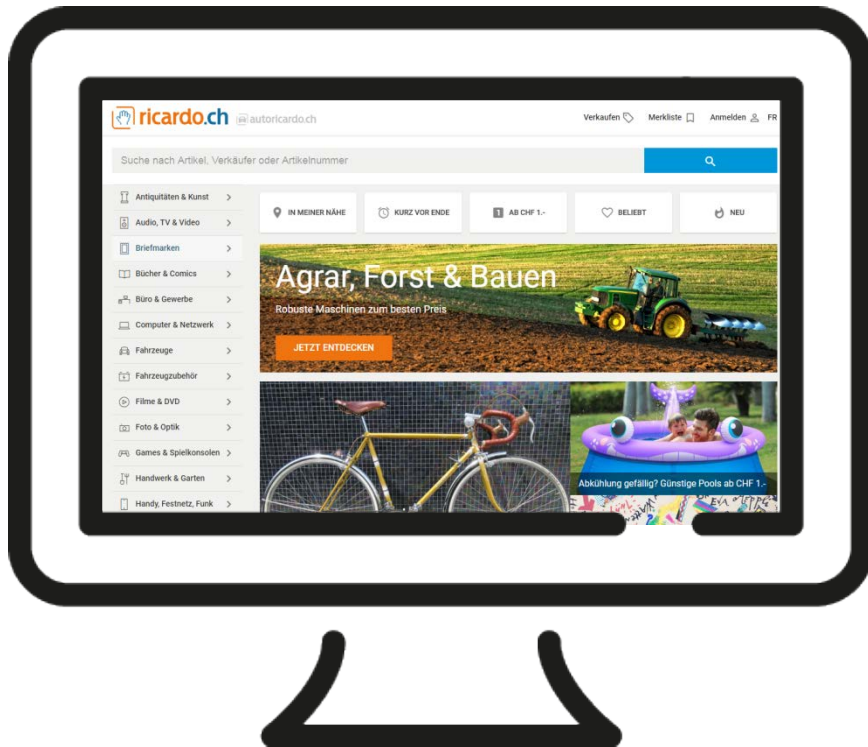 ricardo.ch autoricardo.ch
Verkaufen Merkliste Anmelden FR
Suche nach Artikel, Verkäufer oder Artikelnummer
Antiquitäten & Kunst
Audio, TV & Video
Briefmarken
Bücher & Comics
Büro & Gewerbe
Computer & Netzwerk
Fahrzeuge
Fahrzeugzubehör
Filme & DVD
Foto & Optik
Games & Spielkonsolen
Handwerk & Garten
Handy, Festnetz, Funk
IN MEINER NÄHE
KURZ VOR ENDE
1 AB CHF 1.-
BELIEBT
NEU
Agrar, Forst & Bauen
Robuste Maschinen zum besten Preis
JETZT ENTDECKEN
Abkühlung gefällig? Günstige Pools ab CHF 1.-